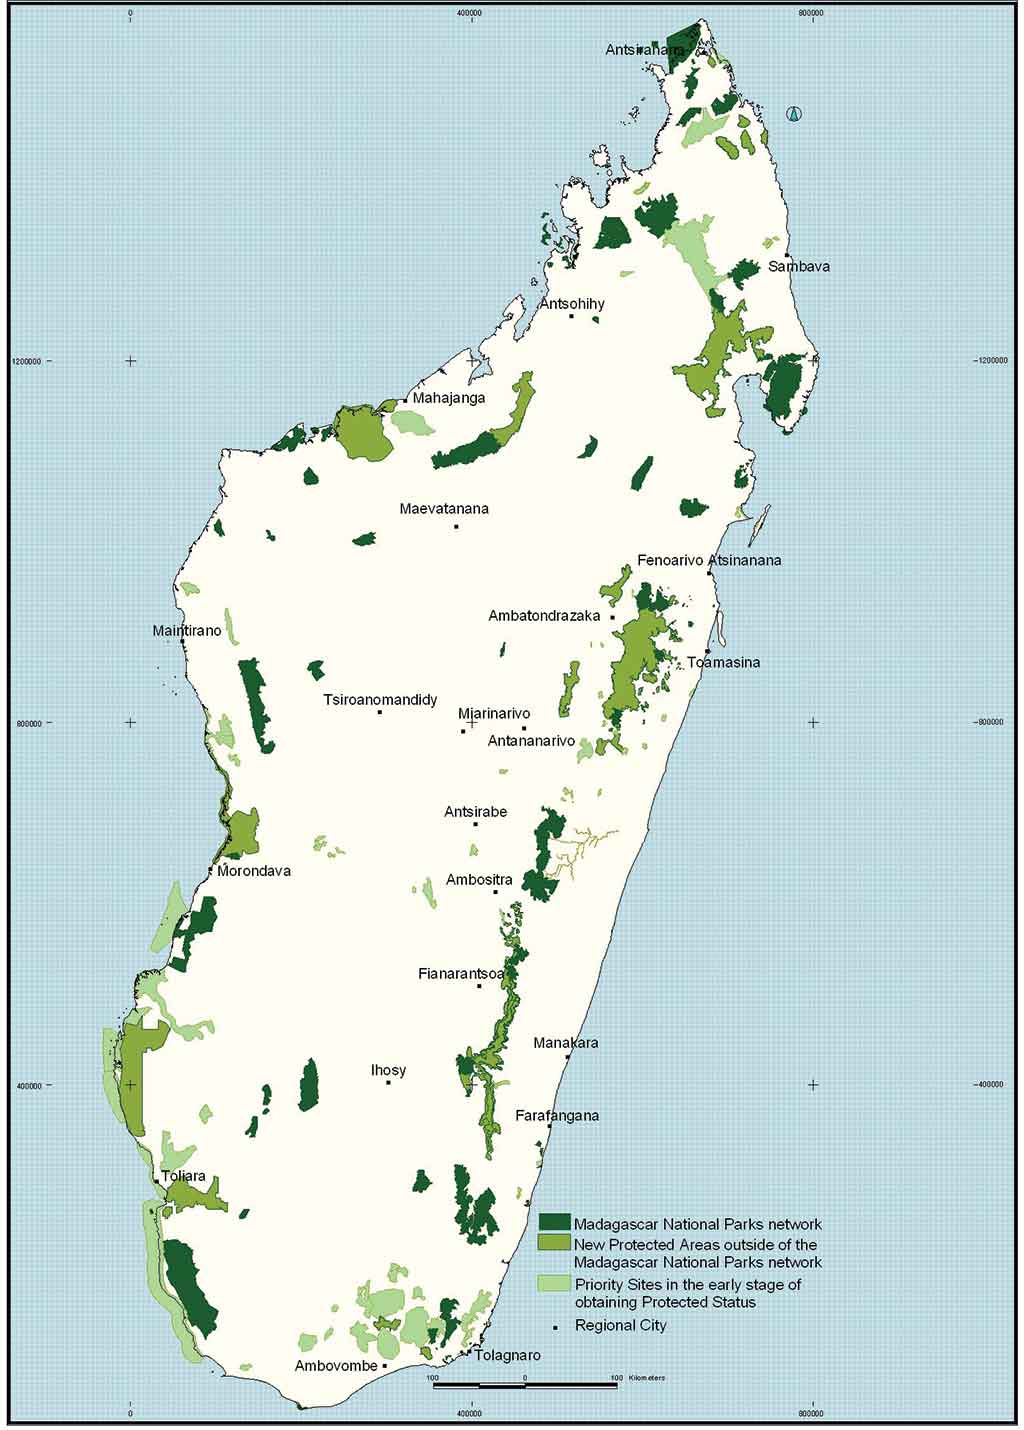 0
400000
800000
Antsiranana
Sambava
Antsohihy
1200000
1200000
Mahajanga
Maevatanana
Fenoarivo Atsinanana
Ambatondrazaka
Maintirano
Toamasina
Tsiroanomandidy
Miarinarivo
800000
800000
Antananarivo
Antsirabe
Morondava
Ambositra
Fianarantsoa
Manakara
Ihosy
400000
400000
Farafangana
Toliara
Madagascar National Parks network
New Protected Areas outside of the
Madagascar National Parks network
Priority Sites in the early stage of
obtaining Protected Status
Regional City
Tolagnaro
Ambovombe
100 0 100 Kilometers
0
400000
800000